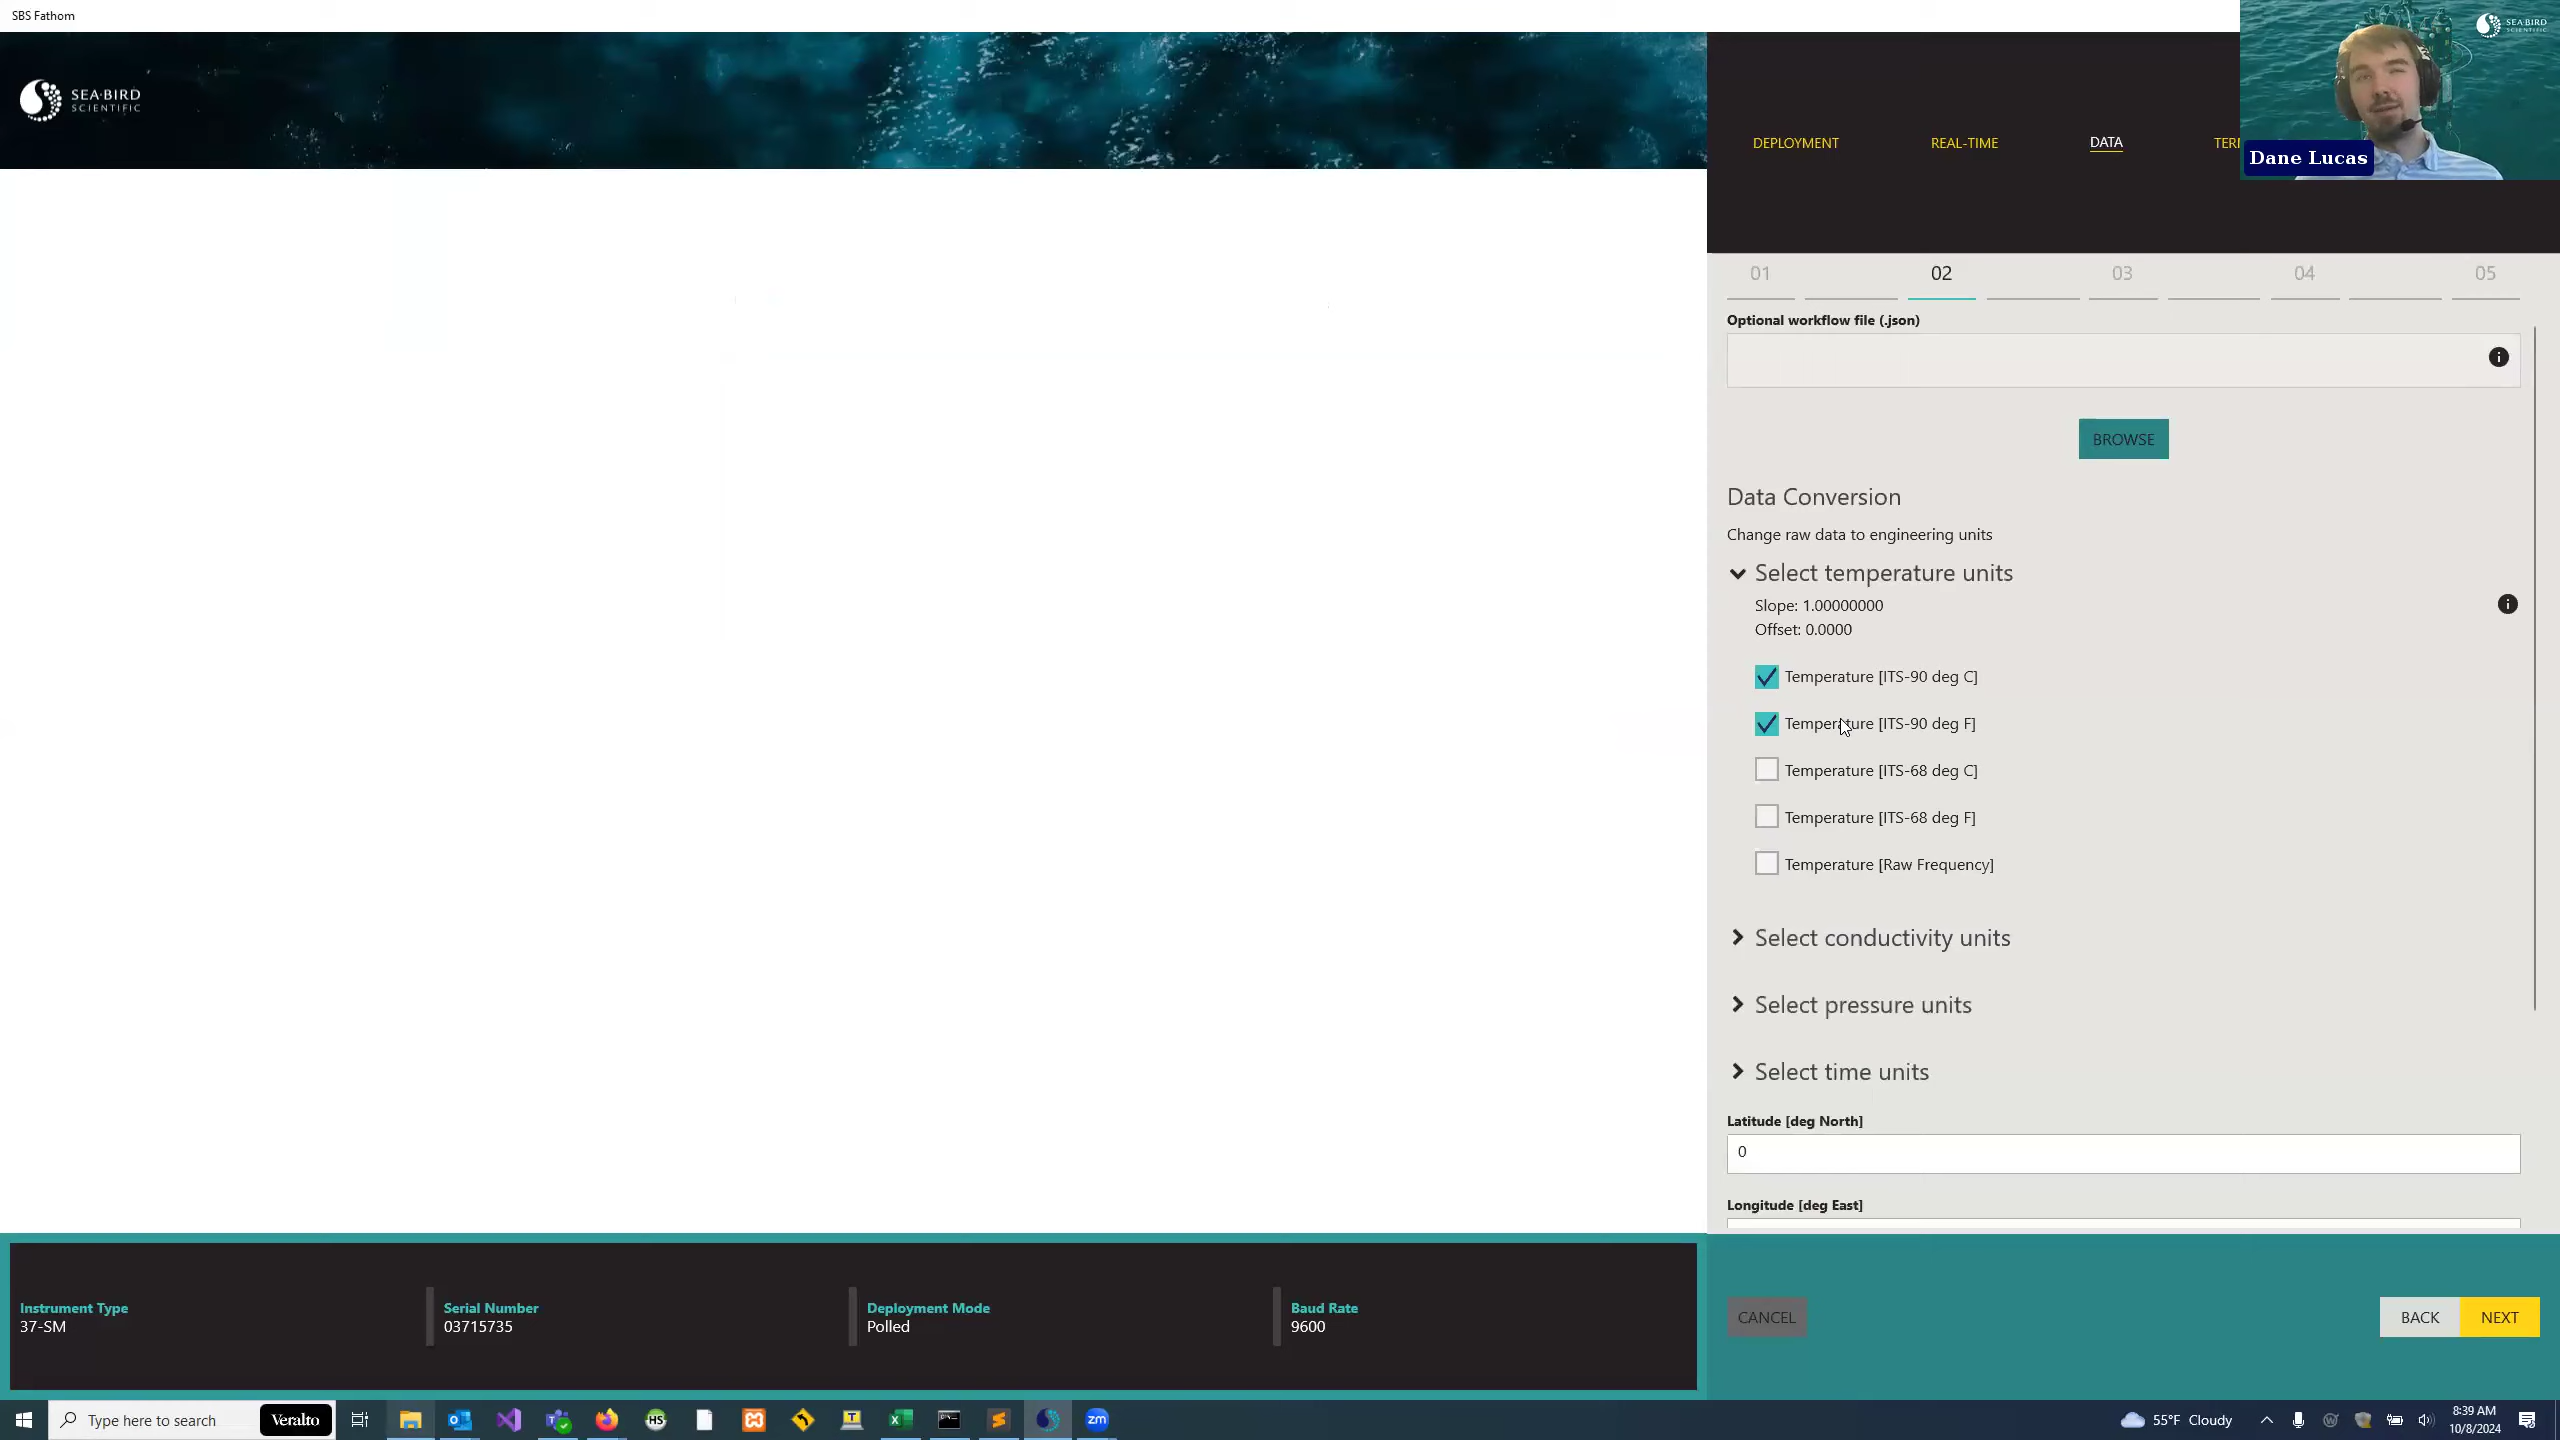 SBS Fathom
SEA·BIRD
SCIENTIFIC
DEPLOYMENT
REAL-TIME
DATA
SEA·BIRD
SCIENTIFIC
Dane Lucas
01
02
03
04
05
Optional workflow file (.json)
BROWSE
Data Conversion
Change raw data to engineering units
Select temperature units
Slope: 1.00000000
Offset: 0.0000
Temperature [ITS-90 deg C]
Temperature [ITS-90 deg F]
Temperature [ITS-68 deg C]
Temperature [ITS-68 deg F]
Temperature [Raw Frequency]
Select conductivity units
Select pressure units
Select time units
Latitude [deg North]
0
Longitude [deg East]
Instrument Type
37-SM
Serial Number
03715735
Deployment Mode
Polled
Baud Rate
9600
CANCEL
BACK
NEXT
Type here to search
Veralto
HS
zm
55°F Cloudy
8:39 AM
10/8/2024